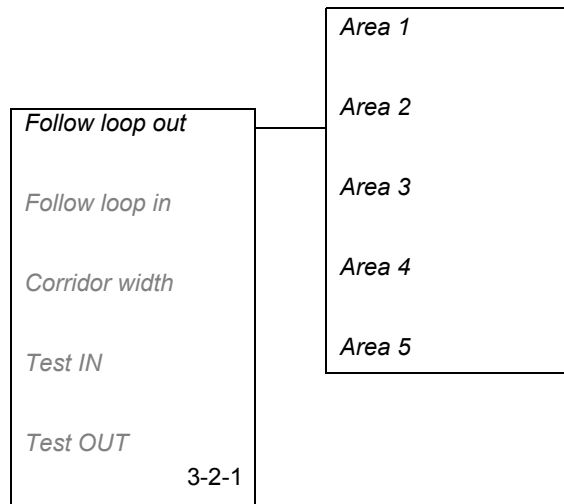 Follow loop out
Follow loop in
Corridor width
Test IN
Test OUT
3-2-1
Area 1
Area 2
Area 3
Area 4
Area 5